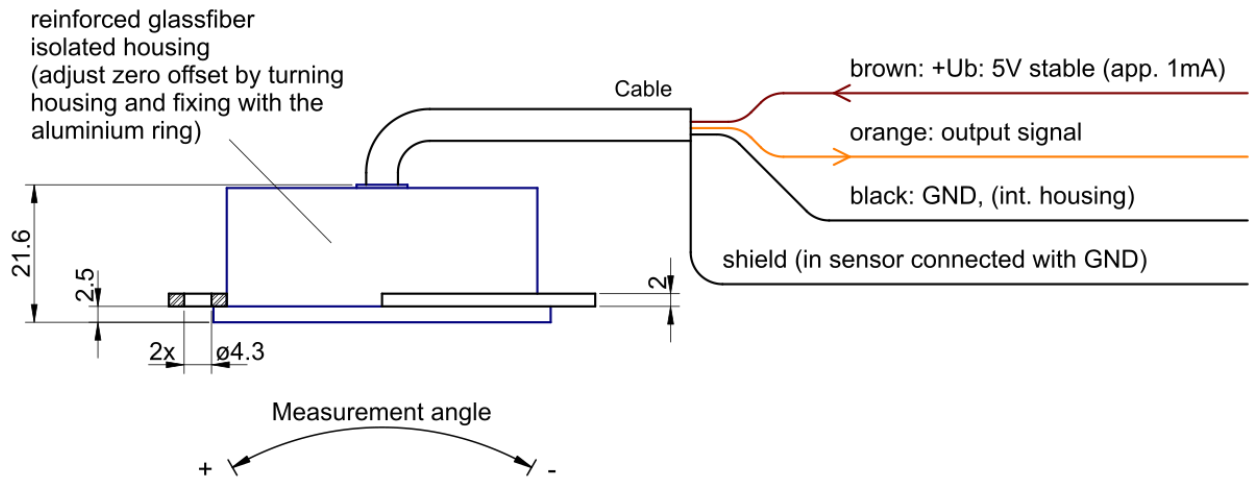 reinforced glassfiber
isolated housing
(adjust zero offset by turning
housing and fixing with the
aluminium ring)
Cable
brown: +Ub: 5V stable (app. 1mA)
orange: output signal
black: GND, (int. housing)
shield (in sensor connected with GND)
21.6
2.5
2
2x ø4.3
Measurement angle
+ -